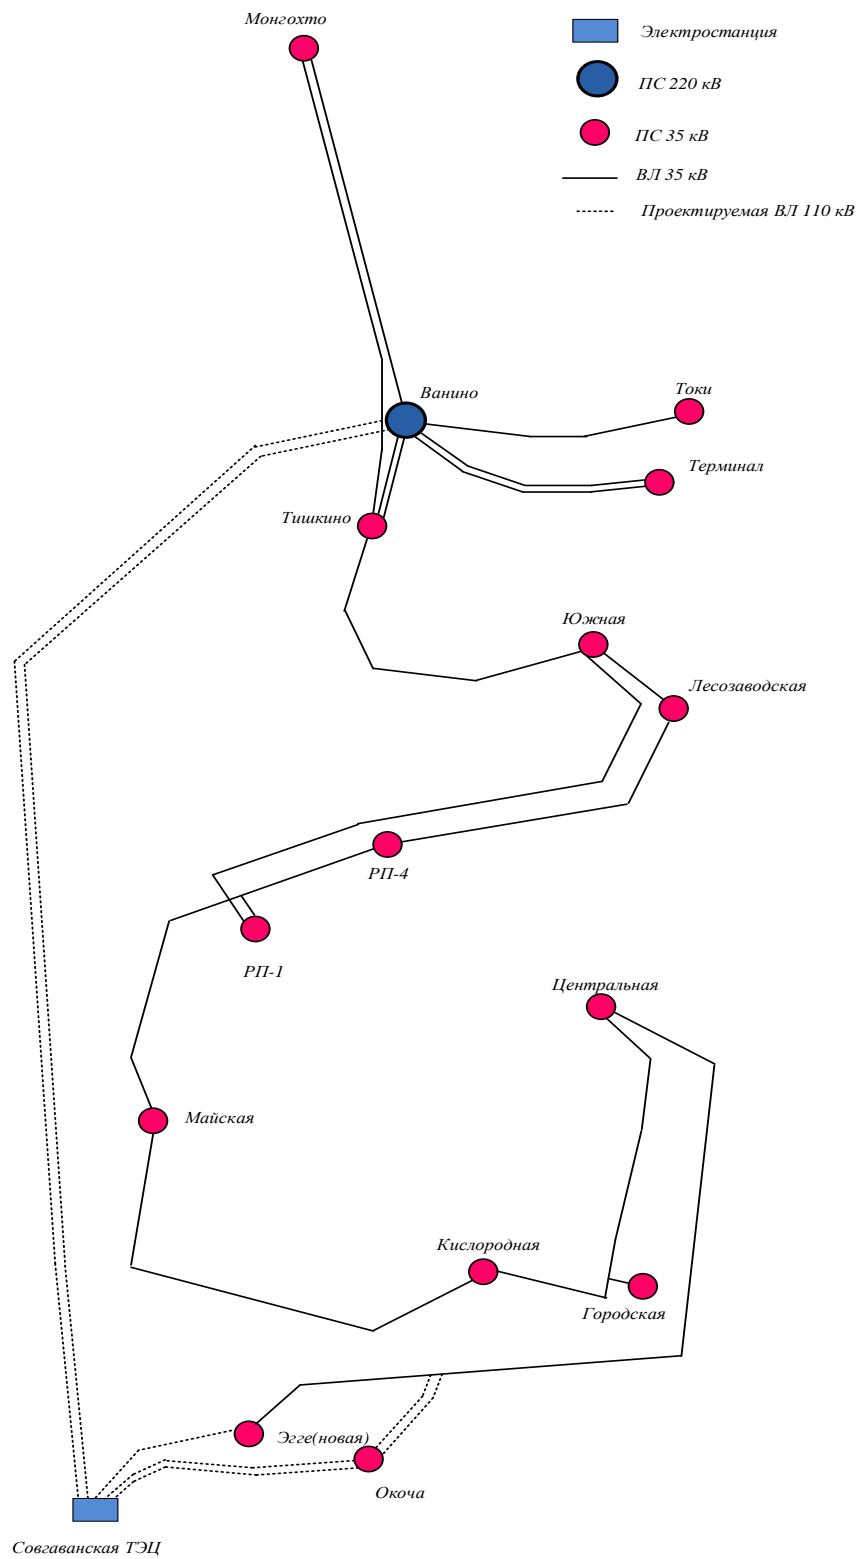 Монгохто
Электростанция
ПС 220 кВ
ПС 35 кВ
ВЛ 35 кВ
Проектируемая ВЛ 110 кВ
Ванино
Токи
Терминал
Тишкино
Южная
Лесозаводская
РП-4
РП-1
Центральная
Майская
Кислородная
Городская
Эгге(новая)
Окоча
Совгаванская ТЭЦ